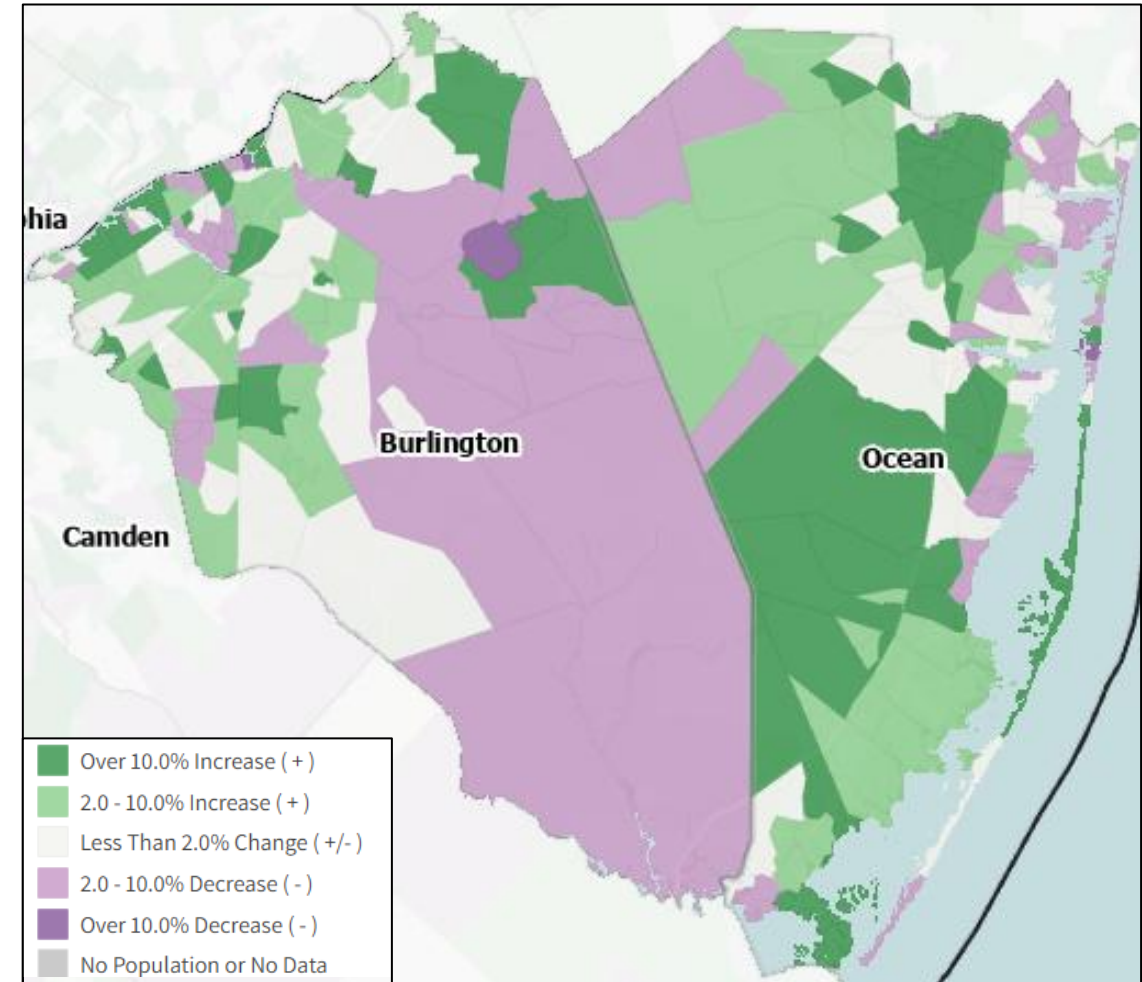 phia
Burlington
Ocean
Camden
Over 10.0% Increase ( + )
2.0 - 10.0% Increase ( + )
Less Than 2.0% Change ( +/- )
2.0 - 10.0% Decrease ( - )
Over 10.0% Decrease ( - )
No Population or No Data